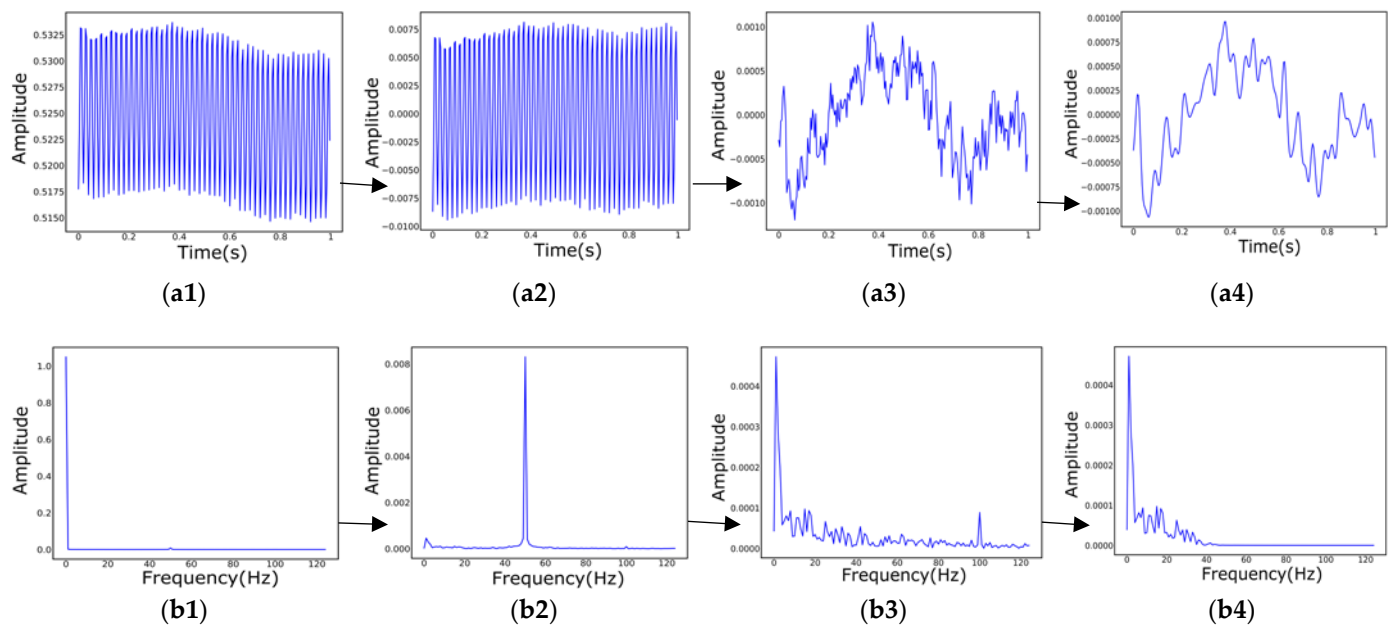 Amplitude
0.5325
0.5300
0.5275
0.5250
0.5225
0.5200
0.5175
0.5150
0 0.2 0.4 0.6 0.8 1
Time(s)
(a1)
Amplitude
0.0075
0.0050
0.0025
0.0000
−0.0025
−0.0050
−0.0075
−0.0100
0 0.2 0.4 0.6 0.8 1
Time(s)
(a2)
Amplitude
0.0010
0.0005
0.0000
−0.0005
−0.0010
0 0.2 0.4 0.6 0.8 1
Time(s)
(a3)
Amplitude
0.00100
0.00075
0.00050
0.00025
0.00000
−0.00025
−0.00050
−0.00075
−0.00100
0 0.2 0.4 0.6 0.8 1
Time(s)
(a4)
Amplitude
1.0
0.8
0.6
0.4
0.2
0.0
0 20 40 60 80 100 120
Frequency(Hz)
(b1)
Amplitude
0.008
0.006
0.004
0.002
0.000
0 20 40 60 80 100 120
Frequency(Hz)
(b2)
Amplitude
0.0004
0.0003
0.0002
0.0001
0.0000
0 20 40 60 80 100 120
Frequency(Hz)
(b3)
Amplitude
0.0004
0.0003
0.0002
0.0001
0.0000
0 20 40 60 80 100 120
Frequency(Hz)
(b4)